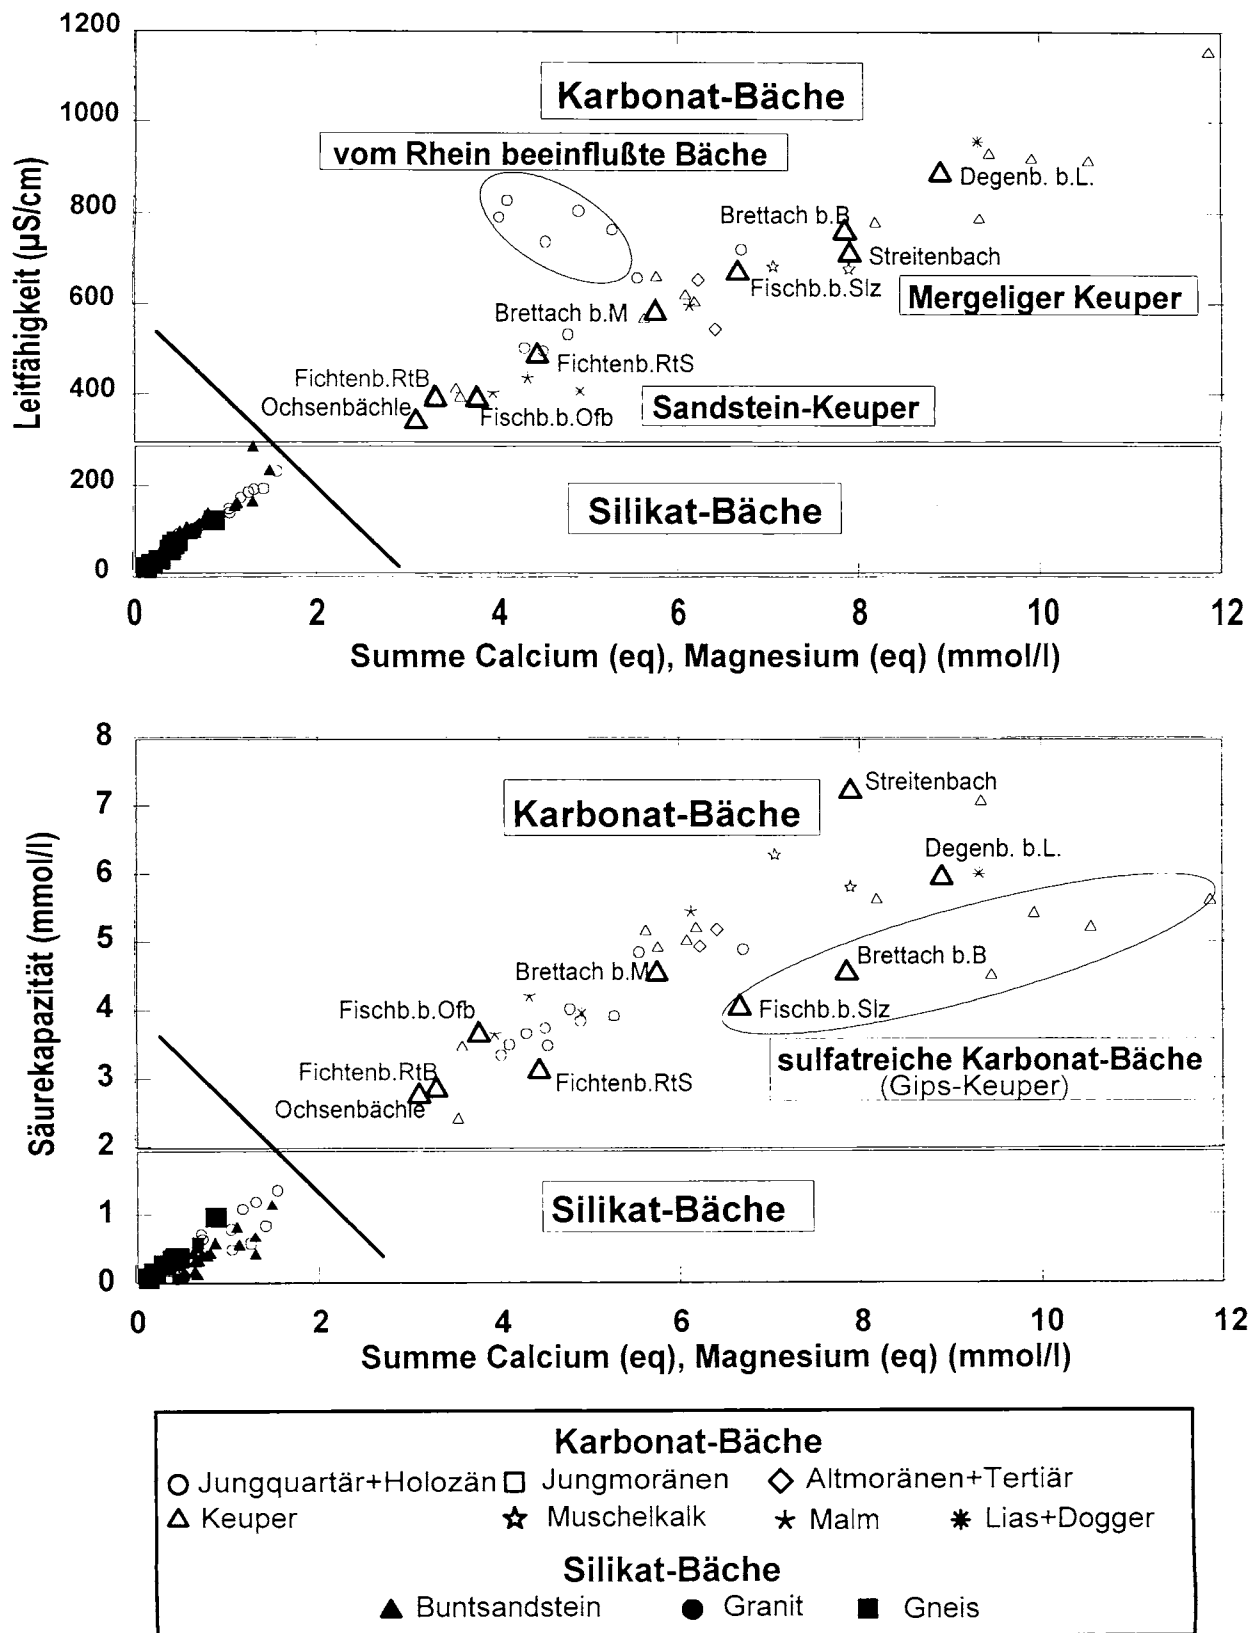 1200
1000
800
600
400
200
0
Leitfähigkeit (µS/cm)
Karbonat-Bäche
vom Rhein beeinflußte Bäche
Degenb. b.L.
Brettach b.B
Streitenbach
Fischb.b.Slz
Mergeliger Keuper
Brettach b.M
Fichtenb.RtS
Fichtenb.RtB
Ochsenbächle
Fischb.b.Ofb
Sandstein-Keuper
Silikat-Bäche
0 2 4 6 8 10 12
Summe Calcium (eq), Magnesium (eq) (mmol/l)
8
7
6
5
4
3
2
1
0
Säurekapazität (mmol/l)
Karbonat-Bäche
Streitenbach
Degenb. b.L.
Brettach b.B
Brettach b.M
Fischb.b.Slz
Fischb.b.Ofb
sulfatreiche Karbonat-Bäche
(Gips-Keuper)
Fichtenb.RtB
Fichtenb.RtS
Ochsenbächle
Silikat-Bäche
0 2 4 6 8 10 12
Summe Calcium (eq), Magnesium (eq) (mmol/l)
Karbonat-Bäche
Jungquartär+Holozän Jungmoränen Altmoränen+Tertiär
Keuper Muschelkalk Malm Lias+Dogger
Silikat-Bäche
Buntsandstein Granit Gneis